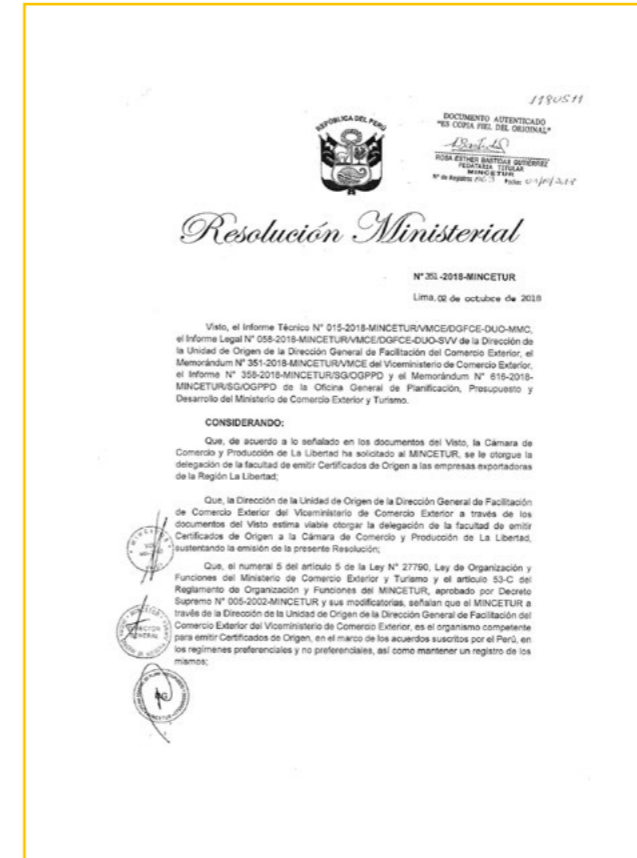 1180511
REPÚBLICA DEL PERÚ
DOCUMENTO AUTENTICADO
"ES COPIA FIEL DEL ORIGINAL"
ROSA ESTHER BASTIDAS GUTIERREZ
FEDATARIA TITULAR
MINCETUR
N° de Registro Fecha:
Resolución Ministerial
N° 351-2018-MINCETUR
Lima, 02 de octubre de 2018
Visto, el Informe Técnico N° 015-2018-MINCETUR/VMCE/DGFCE-DUO-MMC,
el Informe Legal N° 058-2018-MINCETUR/VMCE/DGFCE-DUO-SVV de la Dirección de
la Unidad de Origen de la Dirección General de Facilitación del Comercio Exterior, el
Memorándum N° 351-2018-MINCETUR/VMCE del Viceministerio de Comercio Exterior,
el Informe N° 358-2018-MINCETUR/SG/OGPPD y el Memorándum N° 616-2018-
MINCETUR/SG/OGPPD de la Oficina General de Planificación, Presupuesto y
Desarrollo del Ministerio de Comercio Exterior y Turismo.
CONSIDERANDO:
Que, de acuerdo a lo señalado en los documentos del Visto, la Cámara de
Comercio y Producción de La Libertad ha solicitado al MINCETUR, se le otorgue la
delegación de la facultad de emitir Certificados de Origen a las empresas exportadoras
de la Región La Libertad;
Que, la Dirección de la Unidad de Origen de la Dirección General de Facilitación
de Comercio Exterior del Viceministerio de Comercio Exterior a través de los
documentos del Visto estima viable otorgar la delegación de la facultad de emitir
Certificados de Origen a la Cámara de Comercio y Producción de La Libertad,
sustentando la emisión de la presente Resolución;
Que, el numeral 5 del artículo 5 de la Ley N° 27790, Ley de Organización y
Funciones del Ministerio de Comercio Exterior y Turismo y el artículo 53-C del
Reglamento de Organización y Funciones del MINCETUR, aprobado por Decreto
Supremo N° 005-2002-MINCETUR y sus modificatorias, señalan que el MINCETUR a
través de la Dirección de la Unidad de Origen de la Dirección General de Facilitación del
Comercio Exterior del Viceministerio de Comercio Exterior, es el organismo competente
para emitir Certificados de Origen, en el marco de los acuerdos suscritos por el Perú, en
los regímenes preferenciales y no preferenciales, así como mantener un registro de los
mismos;
DIRECTOR
GENERAL